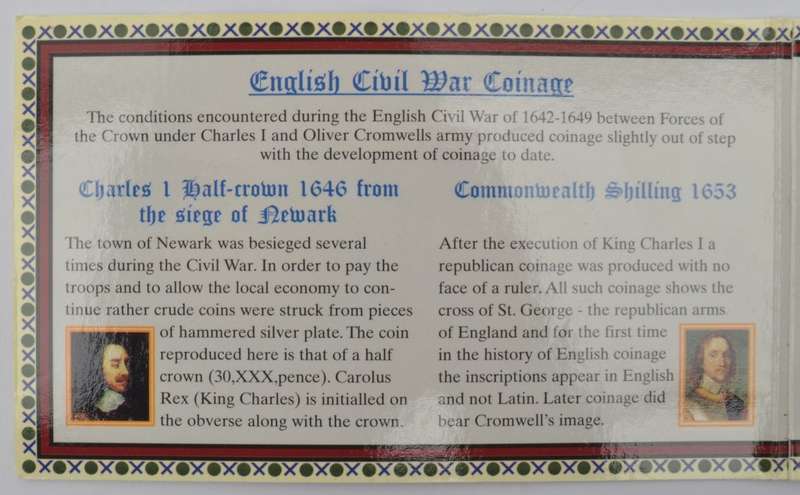 English Civil War Coinage
The conditions encountered during the English Civil War of 1642-1649 between Forces of
the Crown under Charles I and Oliver Cromwells army produced coinage slightly out of step
with the development of coinage to date.
Charles 1 Half-crown 1646 from
the siege of Newark
The town of Newark was besieged several
times during the Civil War. In order to pay the
troops and to allow the local economy to con-
tinue rather crude coins were struck from pieces
of hammered silver plate. The coin
reproduced here is that of a half
crown (30,XXX,pence). Carolus
Rex (King Charles) is initialled on
the obverse along with the crown.
Commonwealth Shilling 1653
After the execution of King Charles I a
republican coinage was produced with no
face of a ruler. All such coinage shows the
cross of St. George - the republican arms
of England and for the first time
in the history of English coinage
the inscriptions appear in English
and not Latin. Later coinage did
bear Cromwell's image.